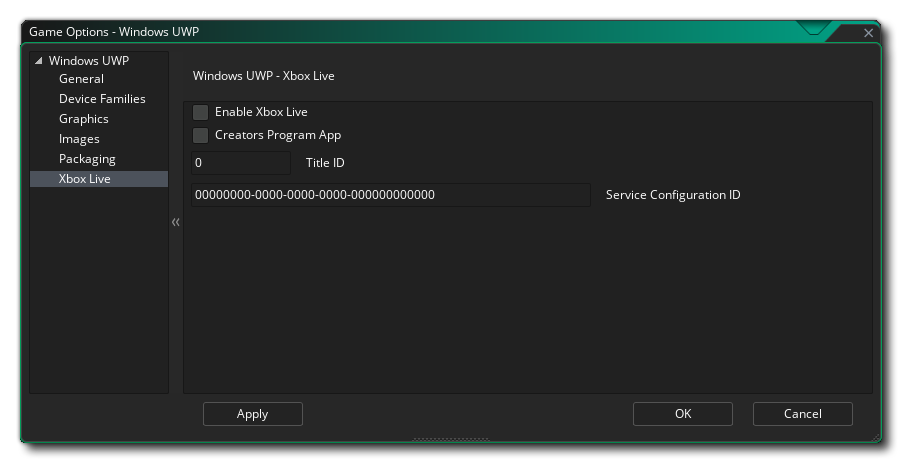 Game Options - Windows UWP
Windows UWP
General
Device Families
Graphics
Images
Packaging
Xbox Live
Windows UWP - Xbox Live
Enable Xbox Live
Creators Program App
0 Title ID
00000000-0000-0000-0000-000000000000 Service Configuration ID
Apply OK Cancel